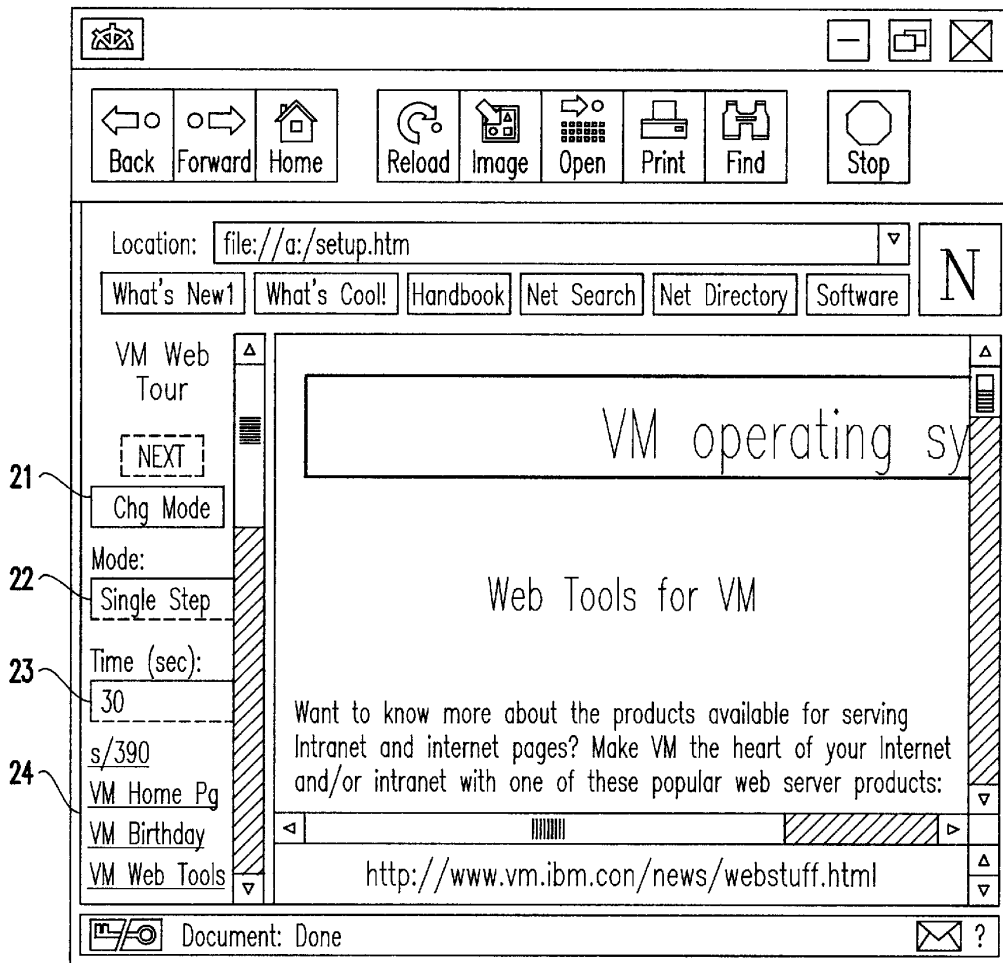 Back Forward Home Reload Image Open Print Find Stop
Location: file://a:/setup.htm
N
What's New1 What's Cool! Handbook Net Search Net Directory Software
VM Web
Tour
NEXT
21
Chg Mode
Mode:
22
Single Step
Time (sec):
23
30
24
s/390
VM Home Pg
VM Birthday
VM Web Tools
VM operating sy
Web Tools for VM
Want to know more about the products available for serving
Intranet and internet pages? Make VM the heart of your Internet
and/or intranet with one of these popular web server products:
http://www.vm.ibm.con/news/webstuff.html
Document: Done
?